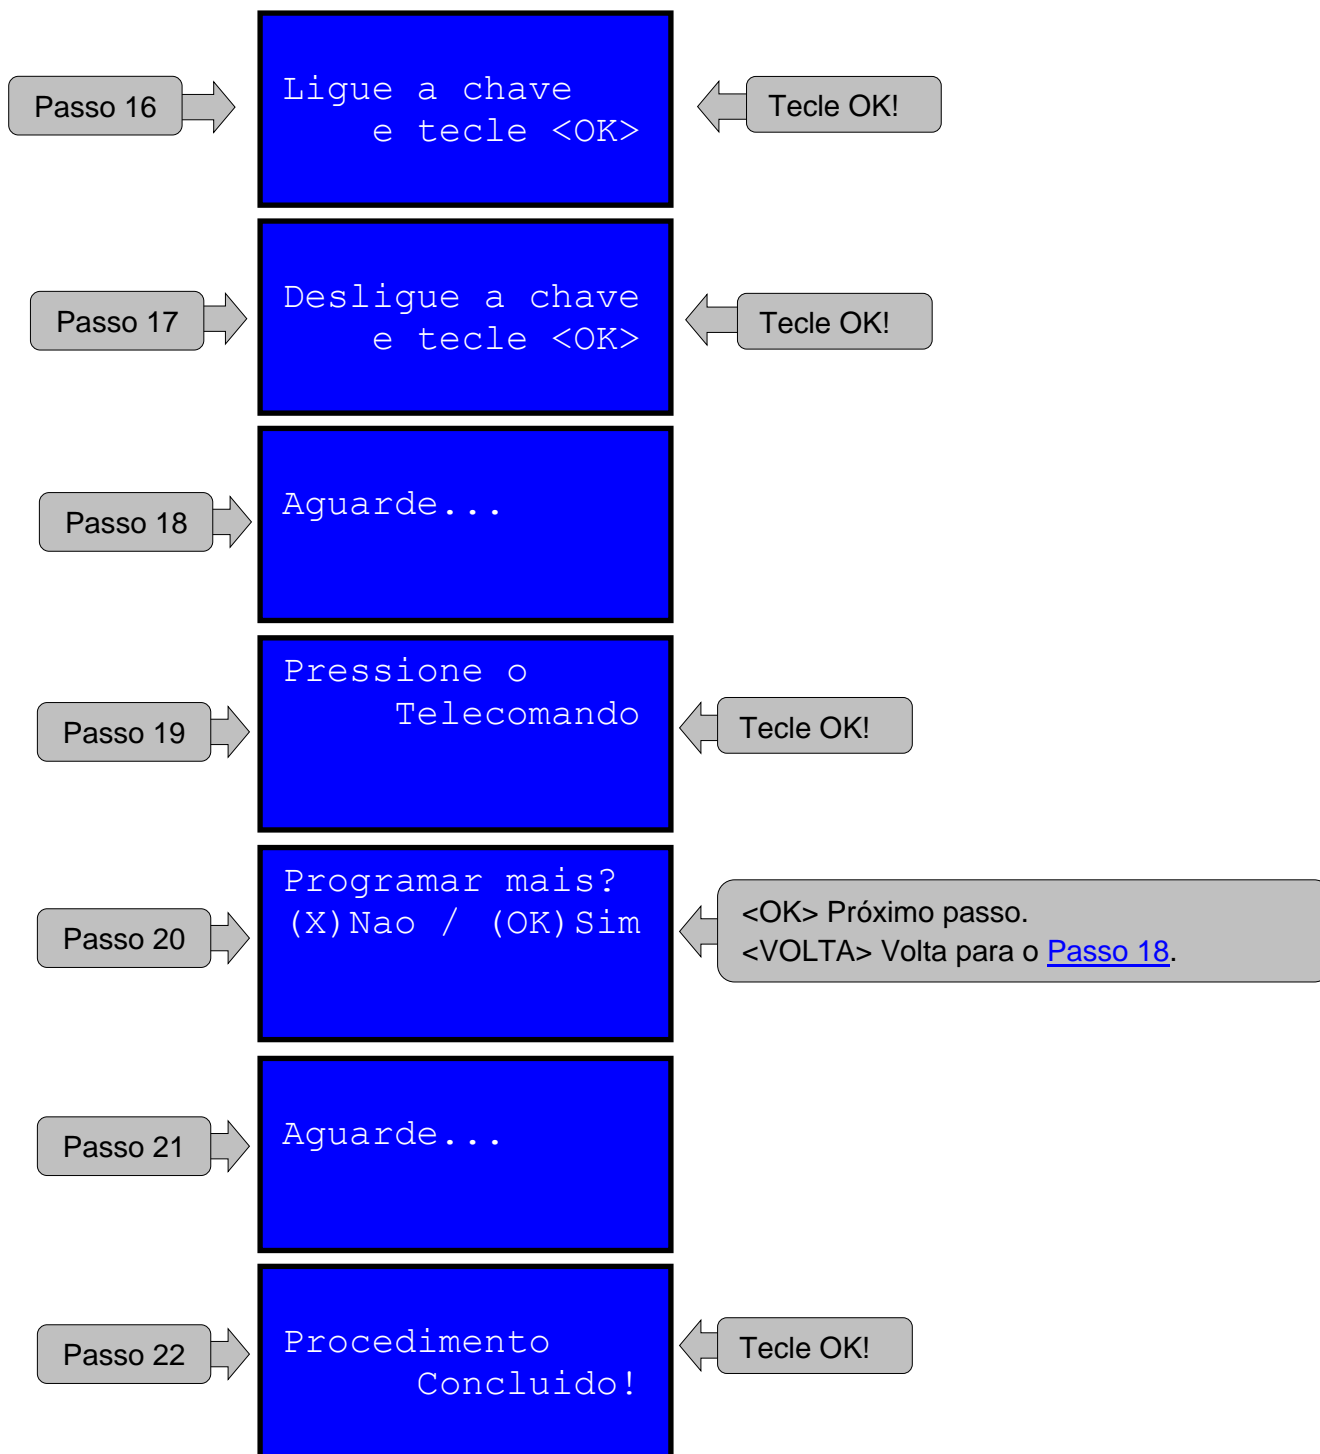 Passo 16
Ligue a chave
e tecle <OK>
Tecle OK!
Passo 17
Desligue a chave
e tecle <OK>
Tecle OK!
Passo 18
Aguarde...
Passo 19
Pressione o
Telecomando
Tecle OK!
Passo 20
Programar mais?
(X)Nao / (OK)Sim
<OK> Próximo passo.
<VOLTA> Volta para o Passo 18.
Passo 21
Aguarde...
Passo 22
Procedimento
Concluido!
Tecle OK!